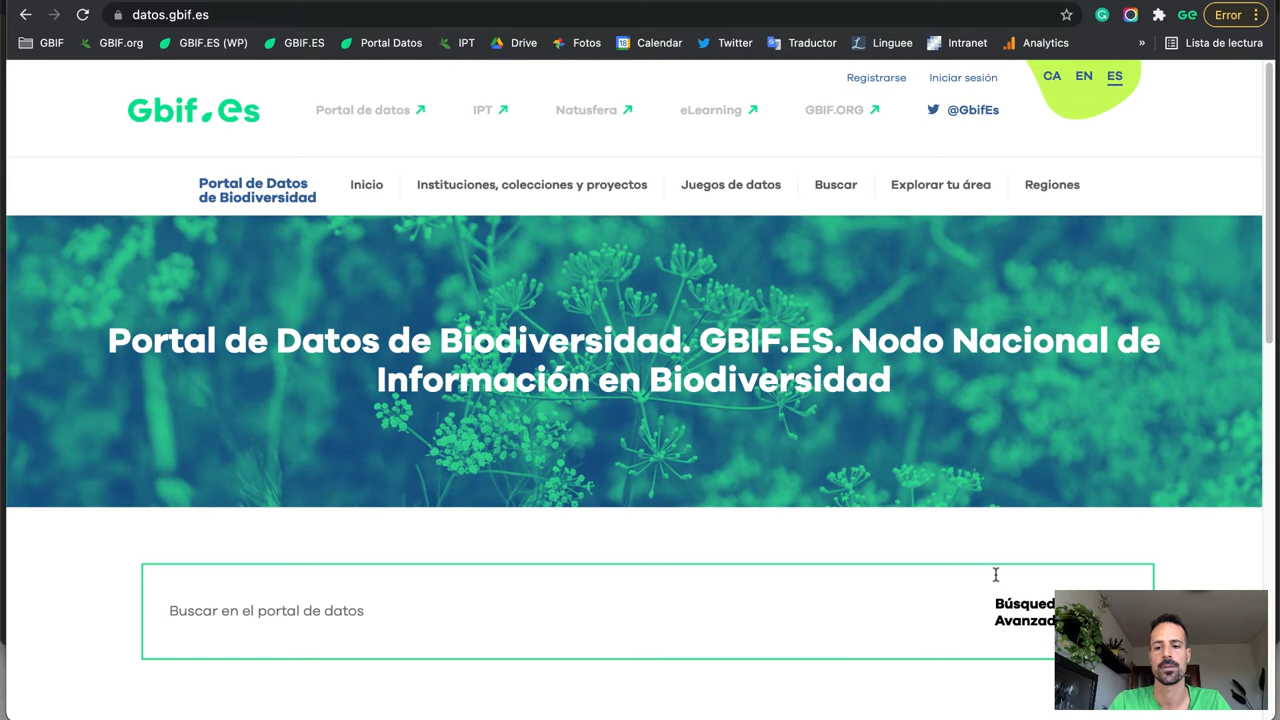 datos.gbif.es
Error
GBIF
GBIF.org
GBIF.ES (WP)
GBIF.ES
Portal Datos
IPT
Drive
Fotos
18
Calendar
Twitter
Traductor
Linguee
Intranet
Analytics
»
Lista de lectura
Registrarse
Iniciar sesión
CA EN ES
Gbif.es
Portal de datos
IPT
Natusfera
eLearning
GBIF.ORG
@GbifEs
Portal de Datos
de Biodiversidad
Inicio
Instituciones, colecciones y proyectos
Juegos de datos
Buscar
Explorar tu área
Regiones
Portal de Datos de Biodiversidad. GBIF.ES. Nodo Nacional de
Información en Biodiversidad
Buscar en el portal de datos
Búsqued
Avanzad